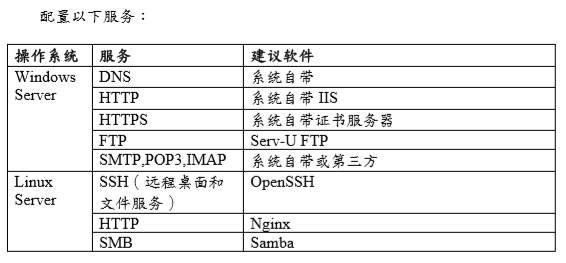 配置以下服务：
操作系统 服务 建议软件
Windows Server DNS 系统自带
HTTP 系统自带 IIS
HTTPS 系统自带证书服务器
FTP Serv-U FTP
SMTP,POP3,IMAP 系统自带或第三方
Linux Server SSH（远程桌面和文件服务） OpenSSH
HTTP Nginx
SMB Samba